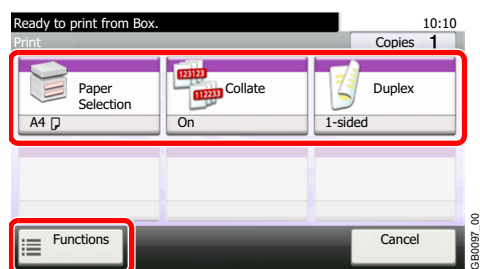 Ready to print from Box.
10:10
Print
Copies 1
123123
112233
Paper
Selection
Collate
Duplex
A4
On
1-sided
Functions
Cancel
GB0097_00